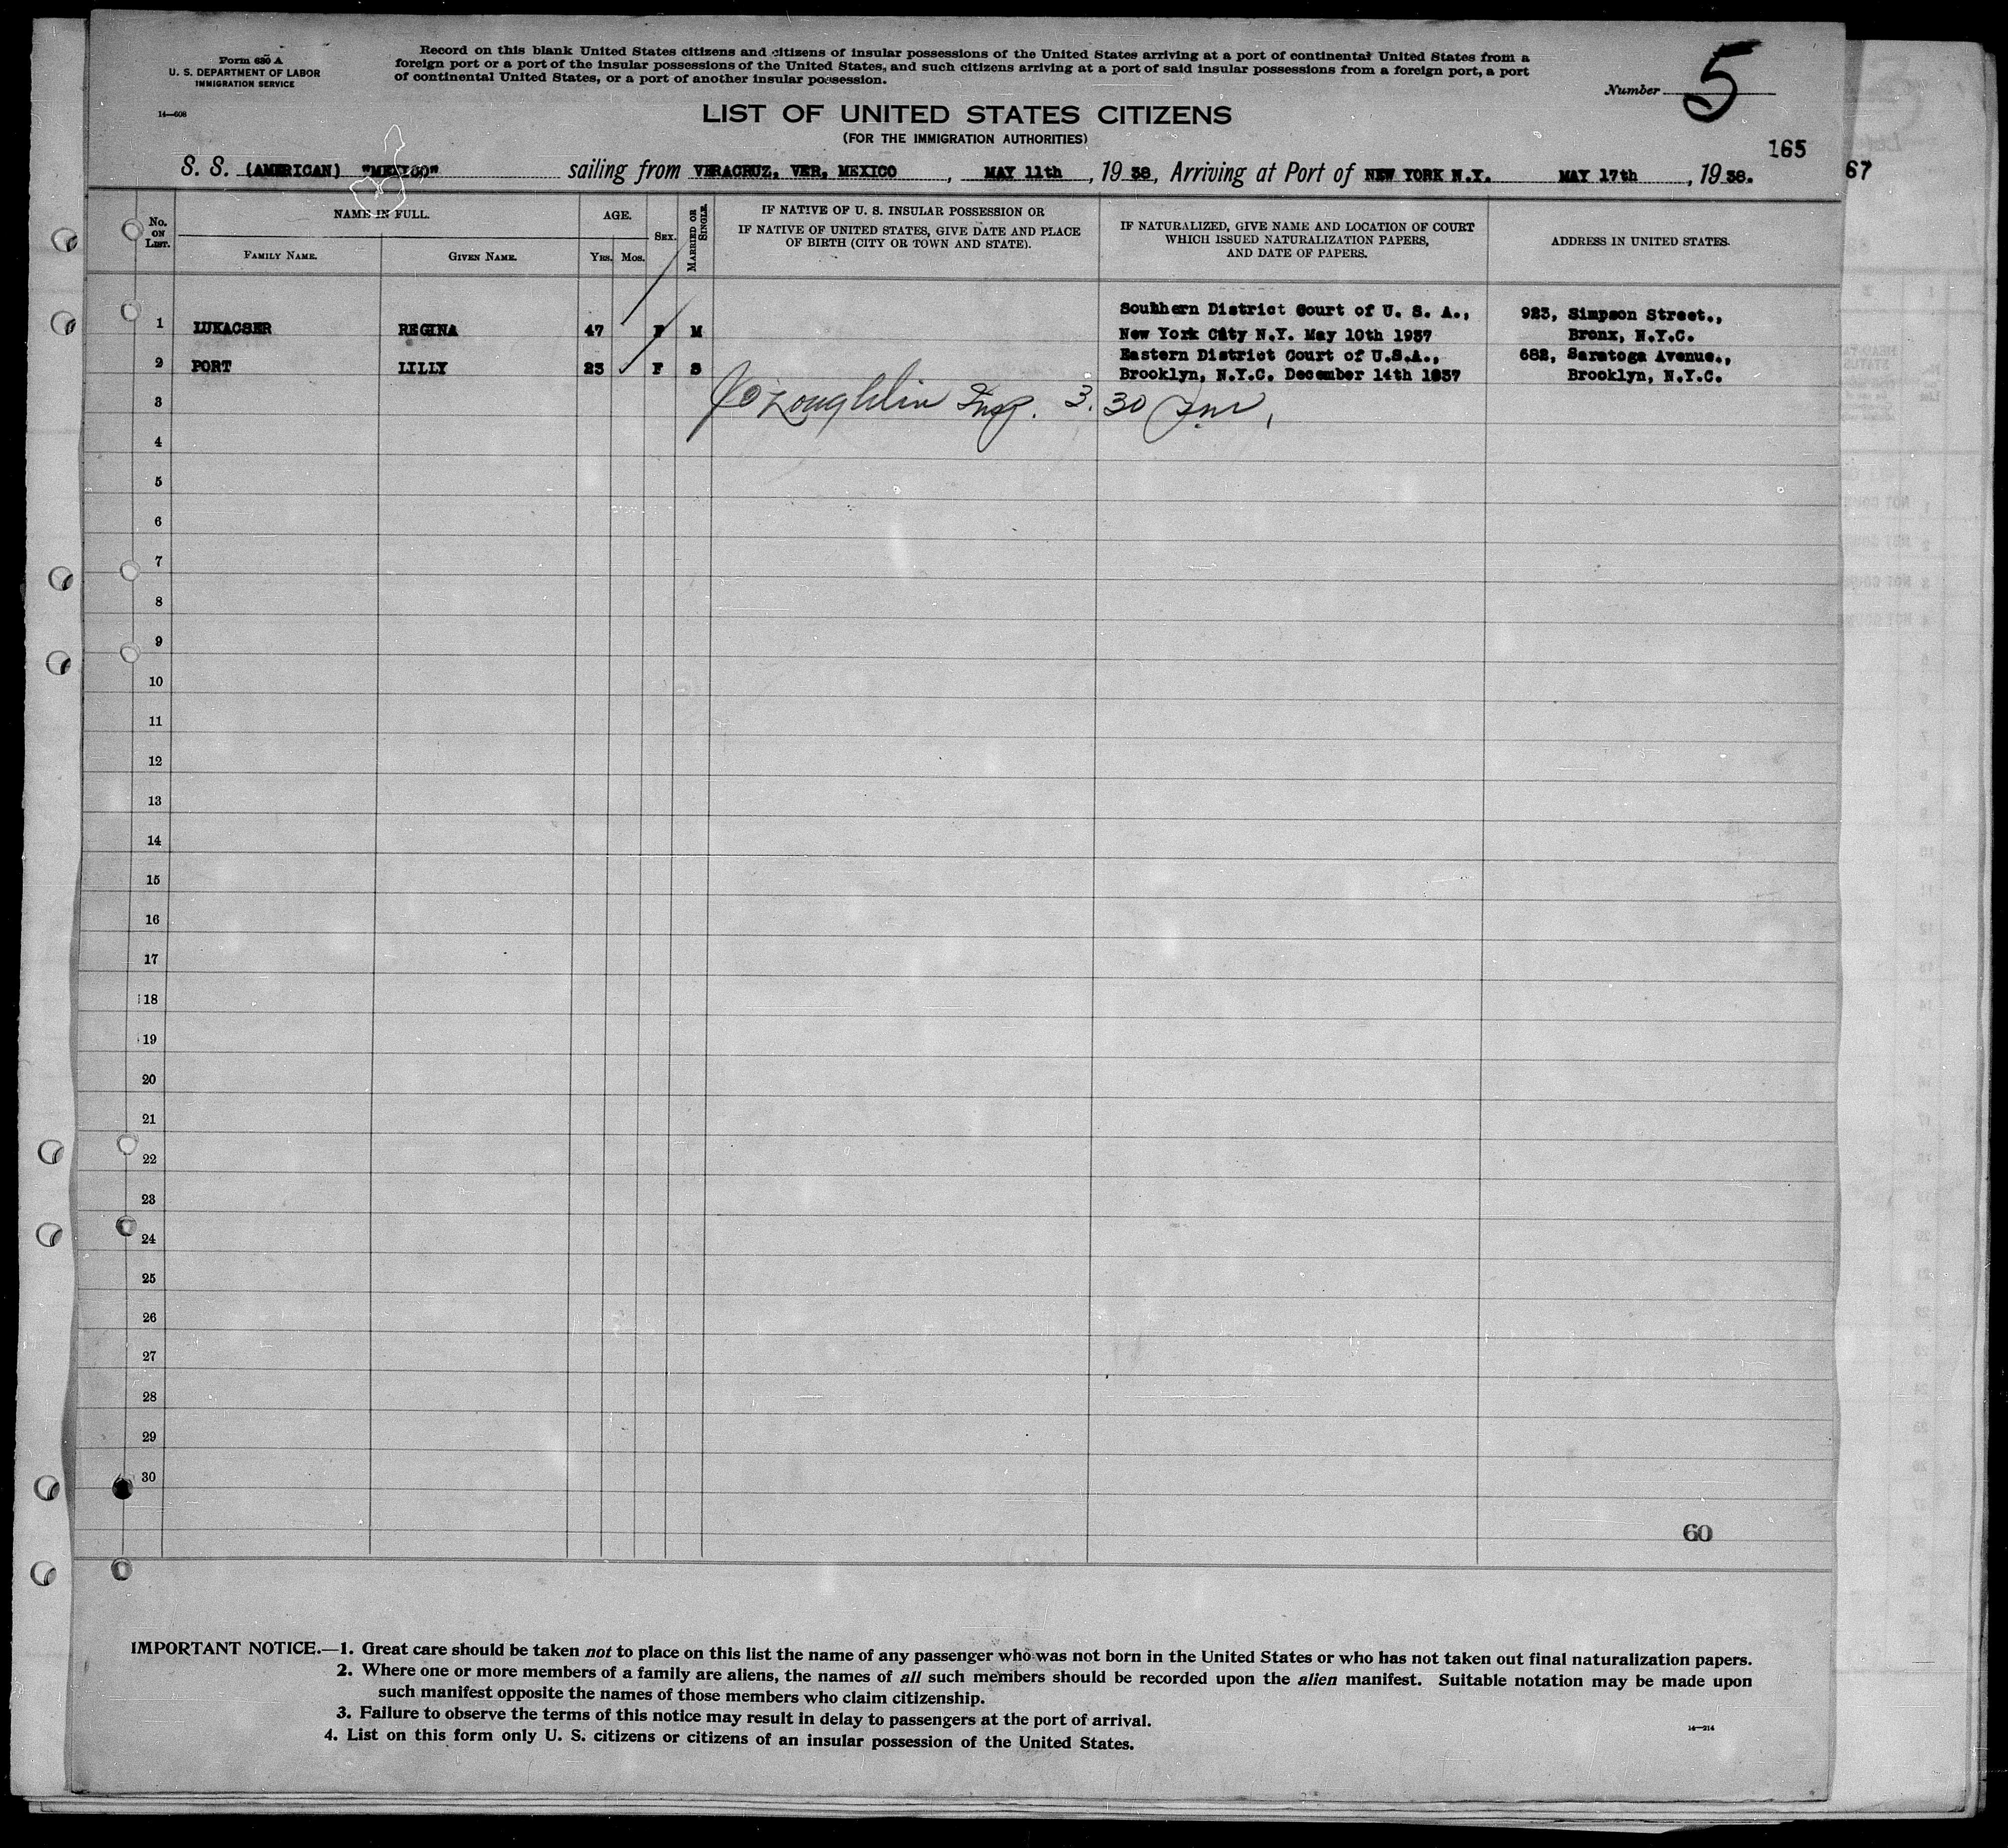 Form 630 A
U. S. DEPARTMENT OF LABOR
IMMIGRATION SERVICE
14—608
Record on this blank United States citizens and citizens of insular possessions of the United States arriving at a port of continental United States from a
foreign port or a port of the insular possessions of the United States, and such citizens arriving at a port of said insular possessions from a foreign port, a port
of continental United States, or a port of another insular possession.
Number 5
LIST OF UNITED STATES CITIZENS
(FOR THE IMMIGRATION AUTHORITIES)
165
S. S. (AMERICAN) "MEXICO" sailing from VERACRUZ, VER, MEXICO, MAY 11th, 1938, Arriving at Port of NEW YORK N.Y. MAY 17th, 1938.
67
No. ON LIST.
NAME IN FULL.
FAMILY NAME.
GIVEN NAME.
AGE.
YRS. MOS.
SEX.
MARRIED OR SINGLE.
IF NATIVE OF U. S. INSULAR POSSESSION OR
IF NATIVE OF UNITED STATES, GIVE DATE AND PLACE
OF BIRTH (CITY OR TOWN AND STATE).
IF NATURALIZED, GIVE NAME AND LOCATION OF COURT
WHICH ISSUED NATURALIZATION PAPERS,
AND DATE OF PAPERS.
ADDRESS IN UNITED STATES.
Southern District Court of U. S. A., 923, Simpson Street.,
1 LUKACSER REGINA 47 F M New York City N.Y. May 10th 1937 Bronx, N.Y.C.
Eastern District Court of U.S.A., 682, Saratoga Avenue.,
2 PORT LILLY 23 F S Brooklyn, N.Y.C. December 14th 1937 Brooklyn, N.Y.C.
3 O'Loughlin Insp. 3.30 pm
4
5
6
7
8
9
10
11
12
13
14
15
16
17
18
19
20
21
22
23
24
25
26
27
28
29
30
60
IMPORTANT NOTICE.—1. Great care should be taken not to place on this list the name of any passenger who was not born in the United States or who has not taken out final naturalization papers.
2. Where one or more members of a family are aliens, the names of all such members should be recorded upon the alien manifest. Suitable notation may be made upon
such manifest opposite the names of those members who claim citizenship.
3. Failure to observe the terms of this notice may result in delay to passengers at the port of arrival.
4. List on this form only U. S. citizens or citizens of an insular possession of the United States.
14—214